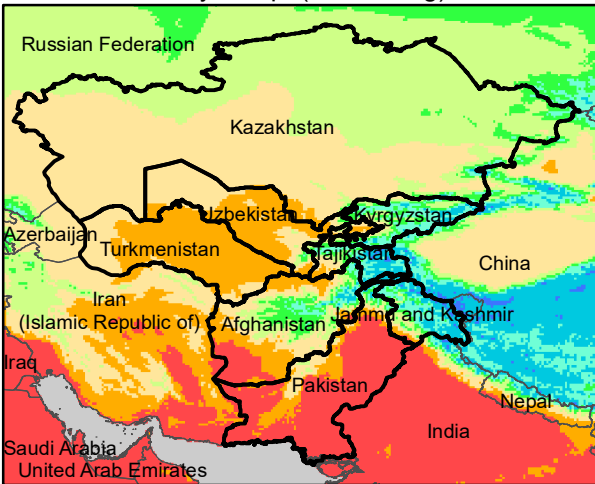 Russian Federation
Kazakhstan
Uzbekistan
Kyrgyzstan
Azerbaijan
Turkmenistan
Tajikistan
China
Iran
(Islamic Republic of)
Afghanistan
Jammu and Kashmir
Iraq
Pakistan
Nepal
India
Saudi Arabia
United Arab Emirates